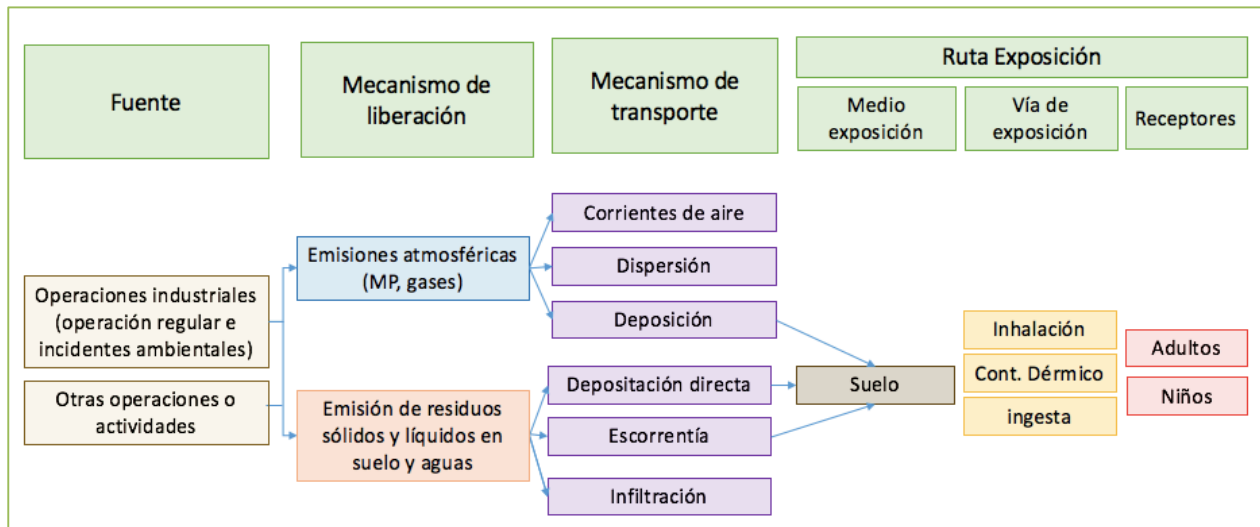 Fuente
Mecanismo de
liberación
Mecanismo de
transporte
Ruta Exposición
Medio
exposición
Vía de
exposición
Receptores
Operaciones industriales
(operación regular e
incidentes ambientales)
Otras operaciones o
actividades
Emisiones atmosféricas
(MP, gases)
Emisión de residuos
sólidos y líquidos en
suelo y aguas
Corrientes de aire
Dispersión
Deposición
Depositación directa
Escorrentía
Infiltración
Suelo
Inhalación
Cont. Dérmico
ingesta
Adultos
Niños